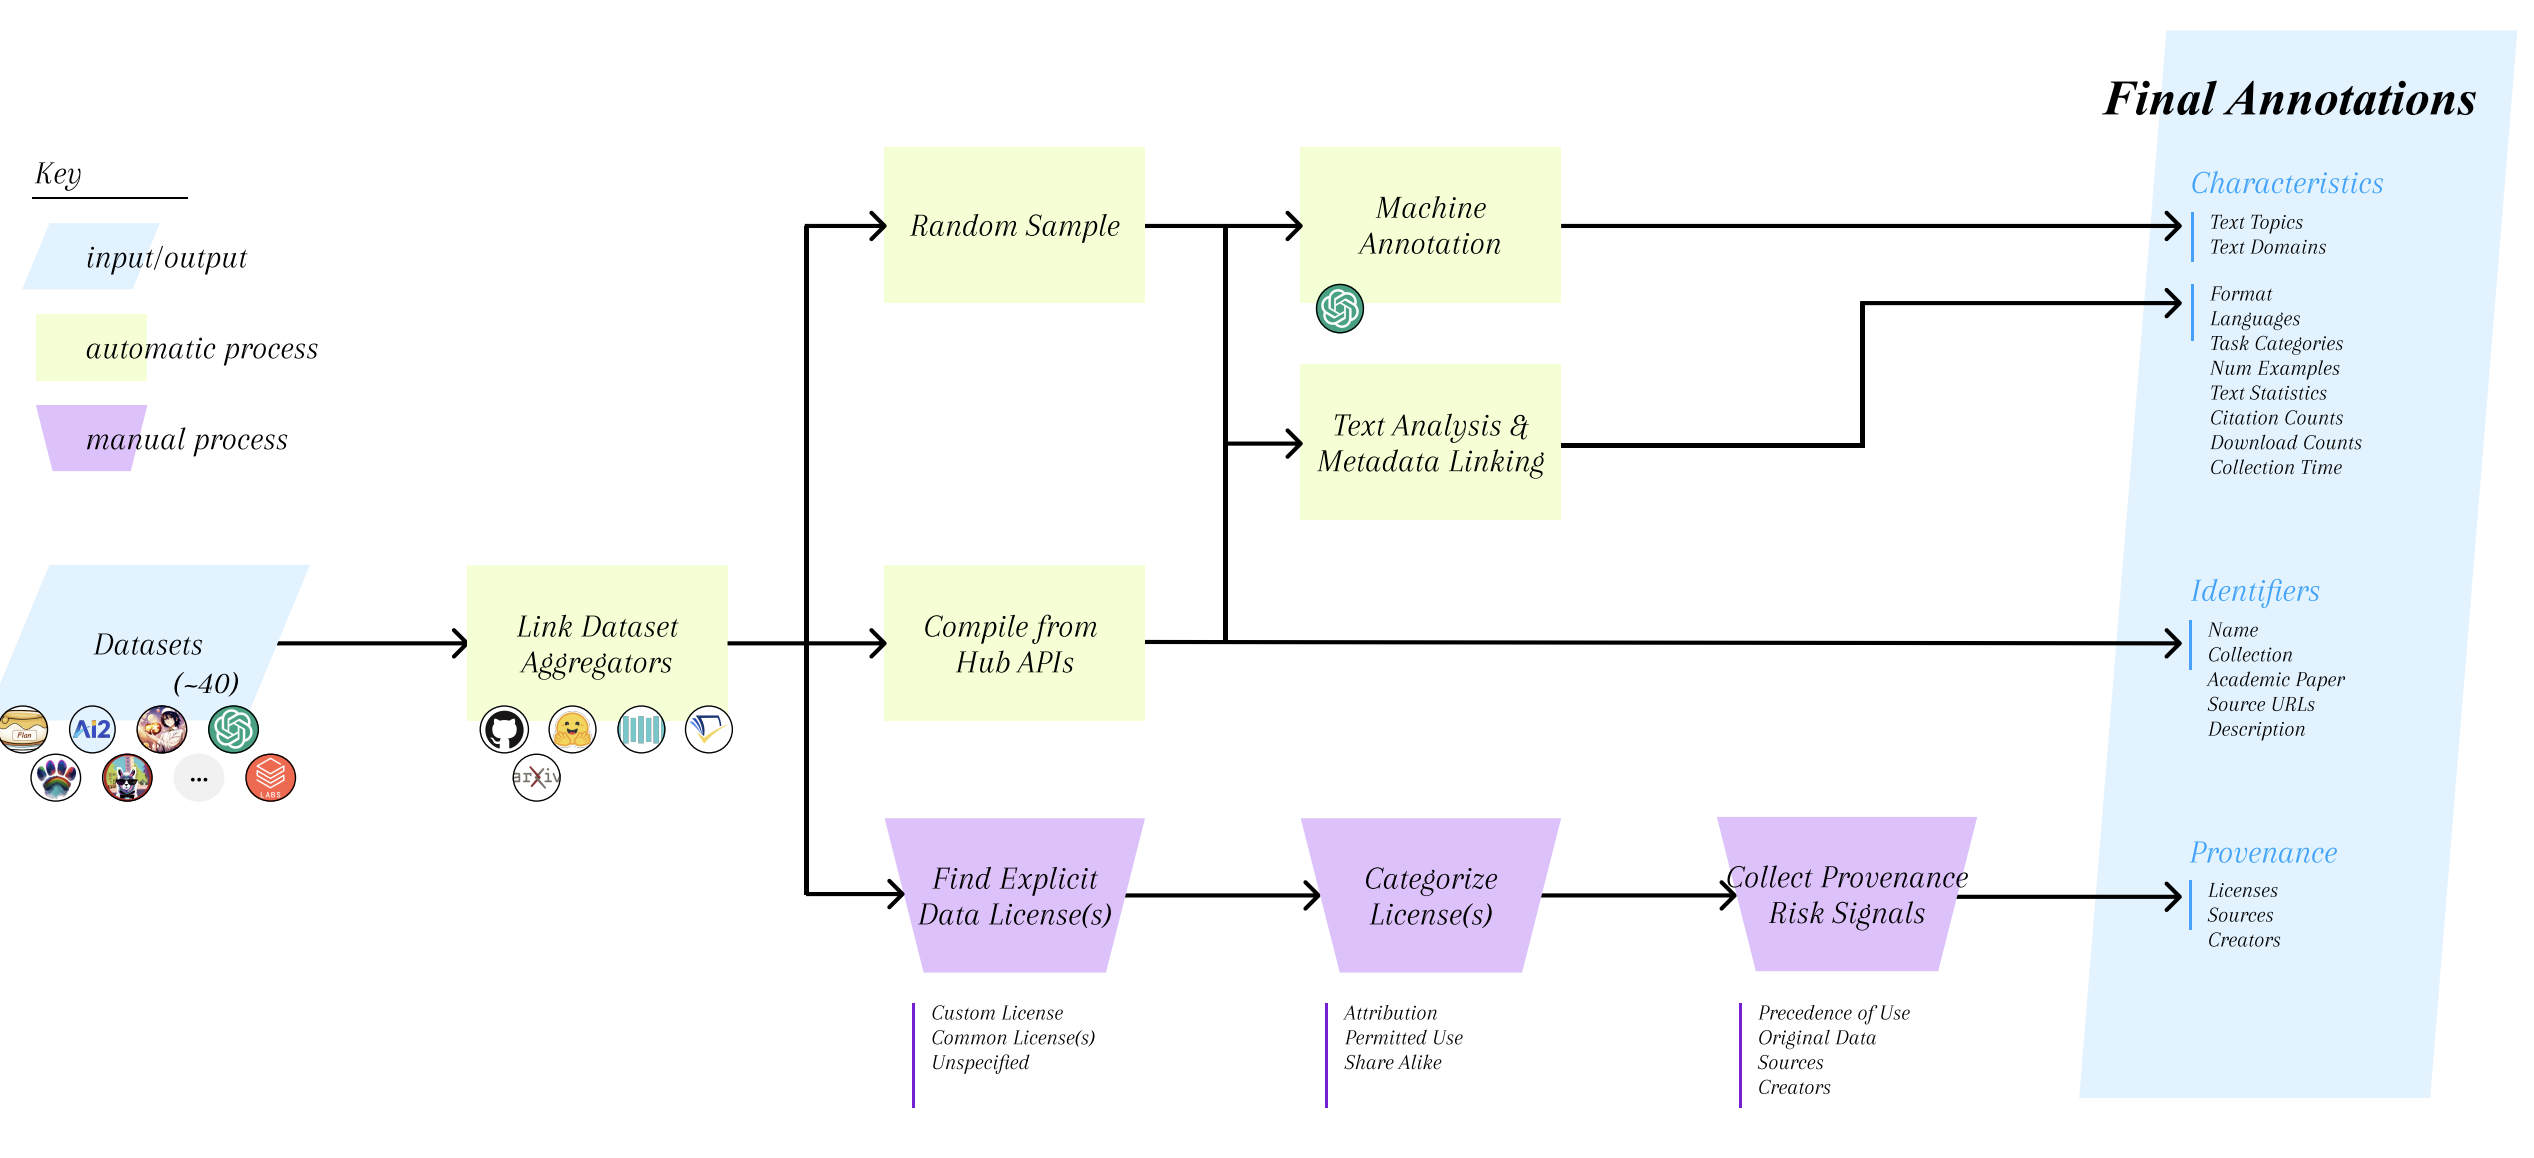 Final Annotations
Key
input/output
automatic process
manual process
Random Sample
Machine
Annotation
Text Analysis &
Metadata Linking
Datasets
(~40)
Flan
Ai2
...
LABS
Link Dataset
Aggregators
arXiv
Compile from
Hub APIs
Find Explicit
Data License(s)
Custom License
Common License(s)
Unspecified
Categorize
License(s)
Attribution
Permitted Use
Share Alike
Collect Provenance
Risk Signals
Precedence of Use
Original Data
Sources
Creators
Characteristics
Text Topics
Text Domains
Format
Languages
Task Categories
Num Examples
Text Statistics
Citation Counts
Download Counts
Collection Time
Identifiers
Name
Collection
Academic Paper
Source URLs
Description
Provenance
Licenses
Sources
Creators